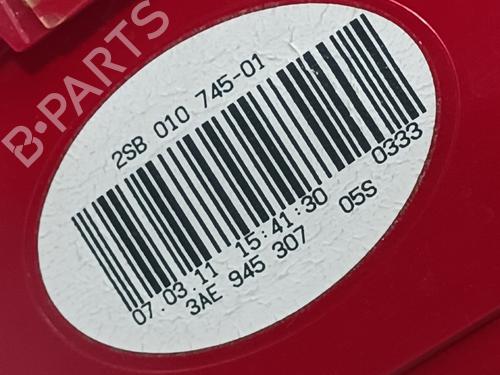 B-PARTS
2SB 010 745-01
07.03.11 15:41:30 05S 0333
3AE 945 307